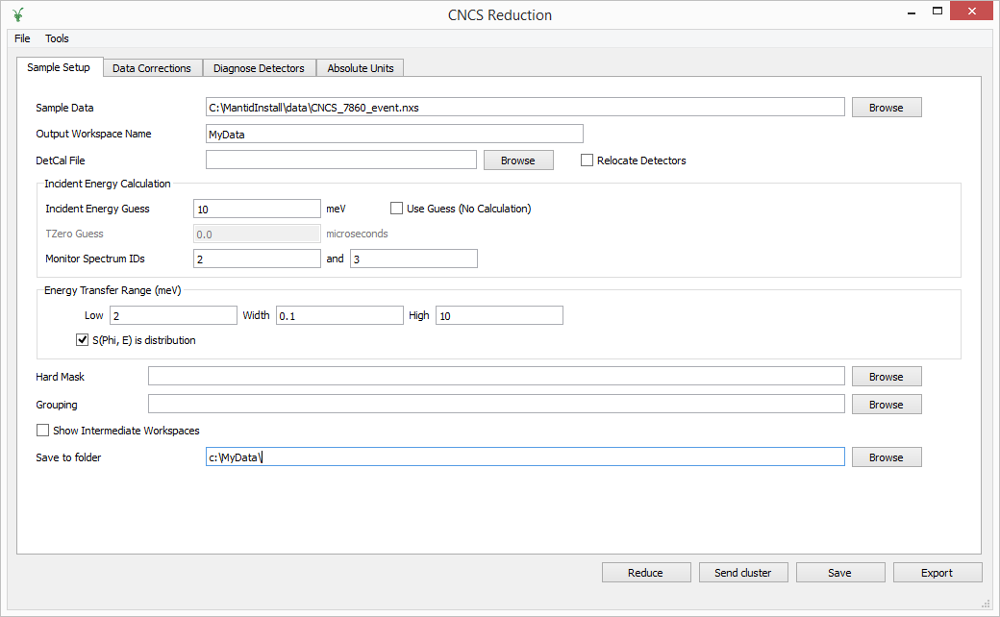 CNCS Reduction
File Tools
Sample Setup Data Corrections Diagnose Detectors Absolute Units
Sample Data C:\MantidInstall\data\CNCS_7860_event.nxs Browse
Output Workspace Name MyData
DetCal File Browse Relocate Detectors
Incident Energy Calculation
Incident Energy Guess 10 meV Use Guess (No Calculation)
TZero Guess 0.0 microseconds
Monitor Spectrum IDs 2 and 3
Energy Transfer Range (meV)
Low 2 Width 0.1 High 10
S(Phi, E) is distribution
Hard Mask Browse
Grouping Browse
Show Intermediate Workspaces
Save to folder c:\MyData\ Browse
Reduce Send cluster Save Export